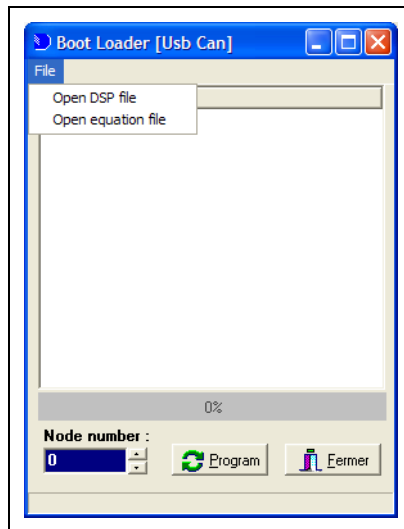 Boot Loader [Usb Can]
File
Open DSP file
Open equation file
0%
Node number :
0
Program
Fermer